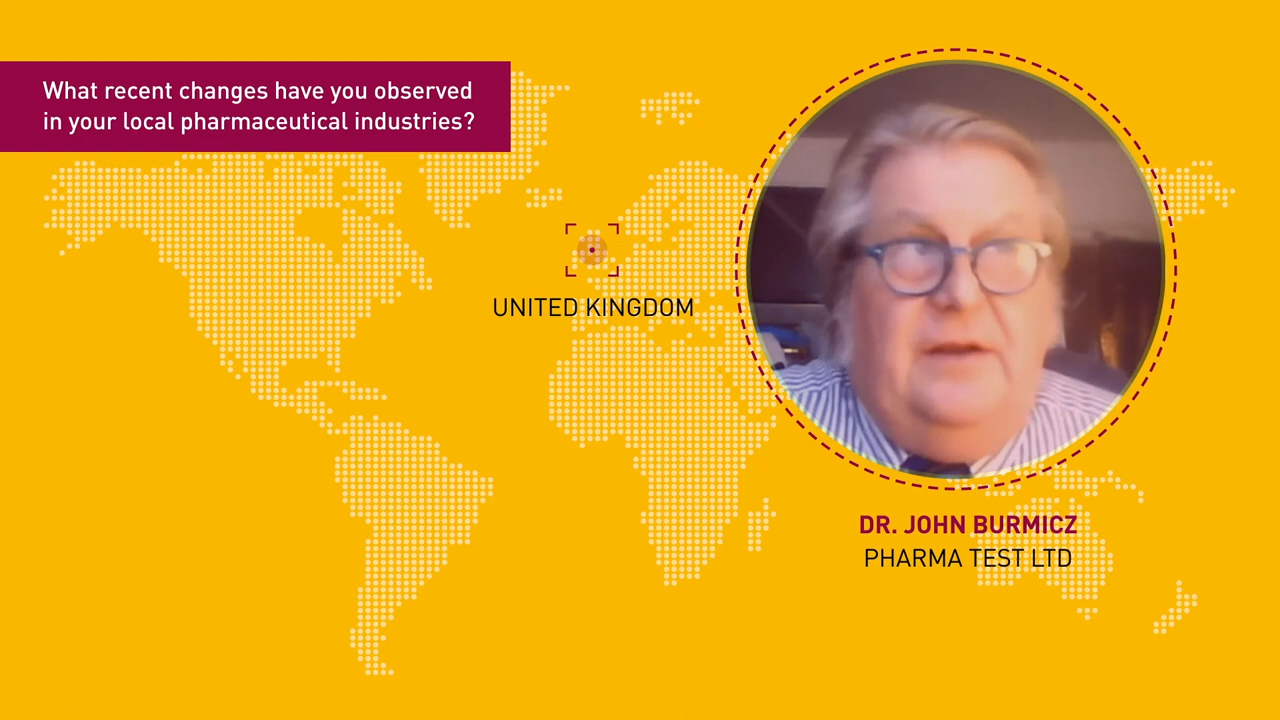 What recent changes have you observed
in your local pharmaceutical industries?
UNITED KINGDOM
DR. JOHN BURMICZ
PHARMA TEST LTD